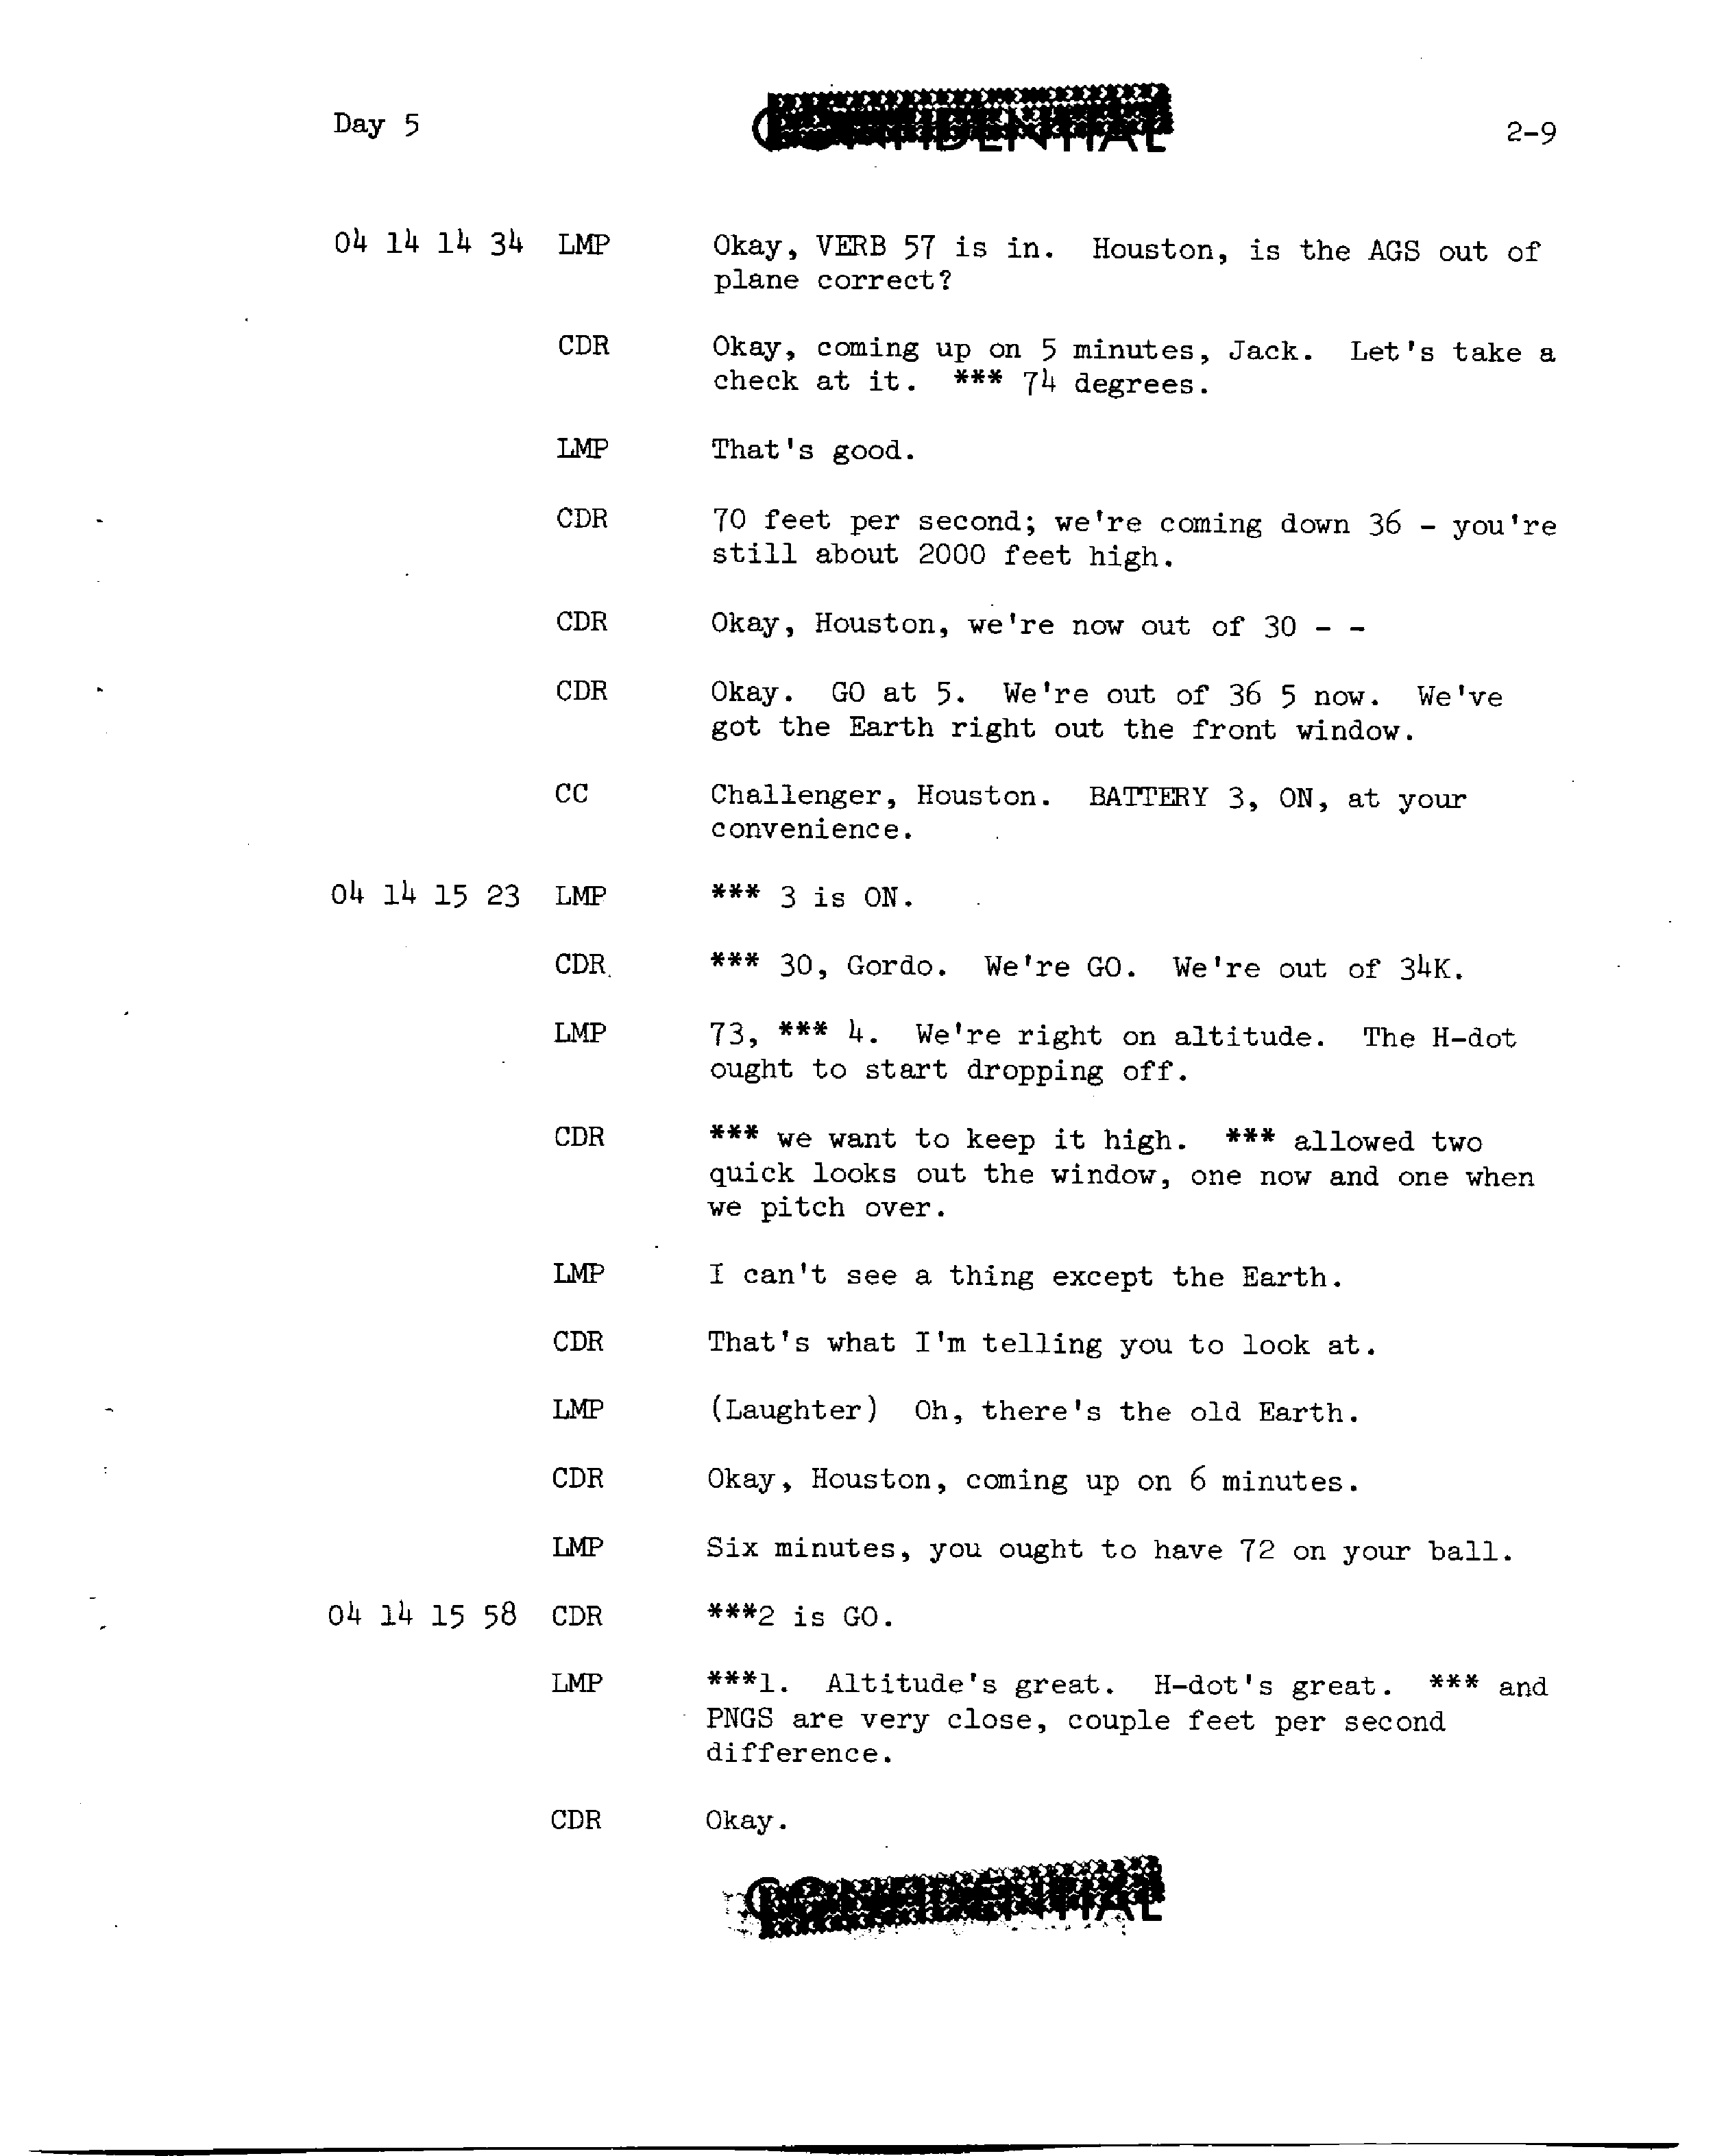 Day 5
CONFIDENTIAL
2-9
04 14 14 34 LMP Okay, VERB 57 is in. Houston, is the AGS out of
plane correct?
CDR Okay, coming up on 5 minutes, Jack. Let's take a
check at it. *** 74 degrees.
LMP That's good.
CDR 70 feet per second; we're coming down 36 - you're
still about 2000 feet high.
CDR Okay, Houston, we're now out of 30 - -
CDR Okay. GO at 5. We're out of 36 5 now. We've
got the Earth right out the front window.
CC Challenger, Houston. BATTERY 3, ON, at your
convenience.
04 14 15 23 LMP *** 3 is ON.
CDR *** 30, Gordo. We're GO. We're out of 34K.
LMP 73, *** 4. We're right on altitude. The H-dot
ought to start dropping off.
CDR *** we want to keep it high. *** allowed two
quick looks out the window, one now and one when
we pitch over.
LMP I can't see a thing except the Earth.
CDR That's what I'm telling you to look at.
LMP (Laughter) Oh, there's the old Earth.
CDR Okay, Houston, coming up on 6 minutes.
LMP Six minutes, you ought to have 72 on your ball.
04 14 15 58 CDR ***2 is GO.
LMP ***1. Altitude's great. H-dot's great. *** and
PNGS are very close, couple feet per second
difference.
CDR Okay.
CONFIDENTIAL